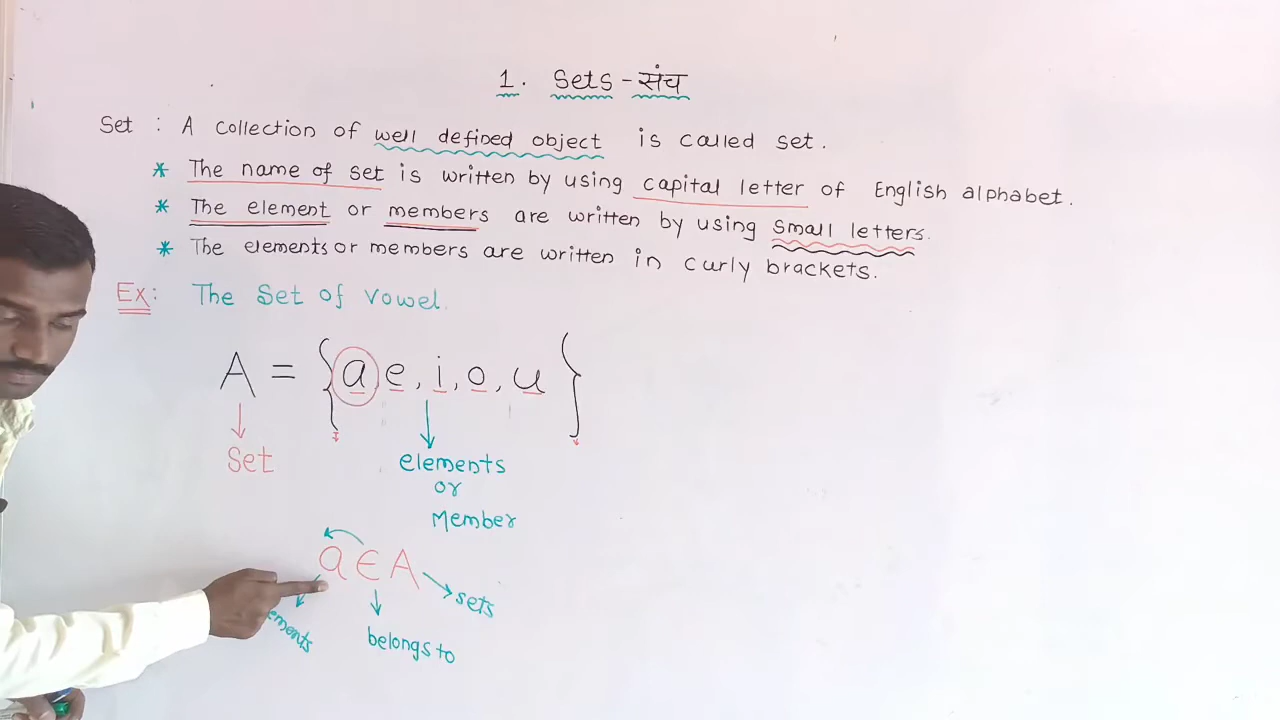 1. Sets - संच
Set : A collection of well defined object is called set.
* The name of set is written by using capital letter of English alphabet.
* The element or members are written by using small letters.
* The elements or members are written in curly brackets.
Ex: The Set of Vowel.
A = { a e, i, o, u }
Set
elements
or
Member
a ∈ A
sets
ements
belongs to